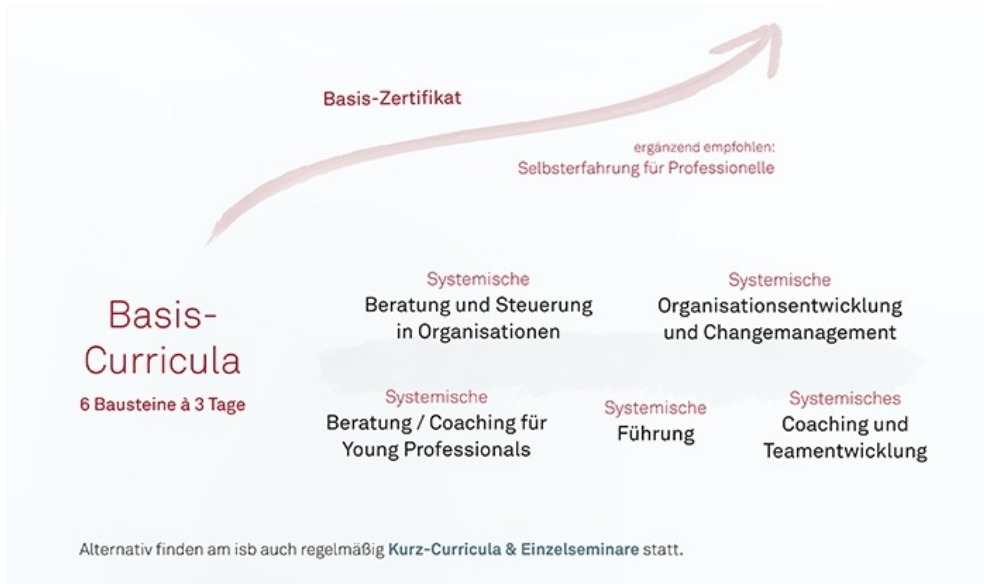 Basis-Zertifikat
ergänzend empfohlen:
Selbsterfahrung für Professionelle
Basis-
Curricula
6 Bausteine à 3 Tage
Systemische
Beratung und Steuerung
in Organisationen
Systemische
Organisationsentwicklung
und Changemanagement
Systemische
Beratung / Coaching für
Young Professionals
Systemische
Führung
Systemisches
Coaching und
Teamentwicklung
Alternativ finden am isb auch regelmäßig Kurz-Curricula & Einzelseminare statt.